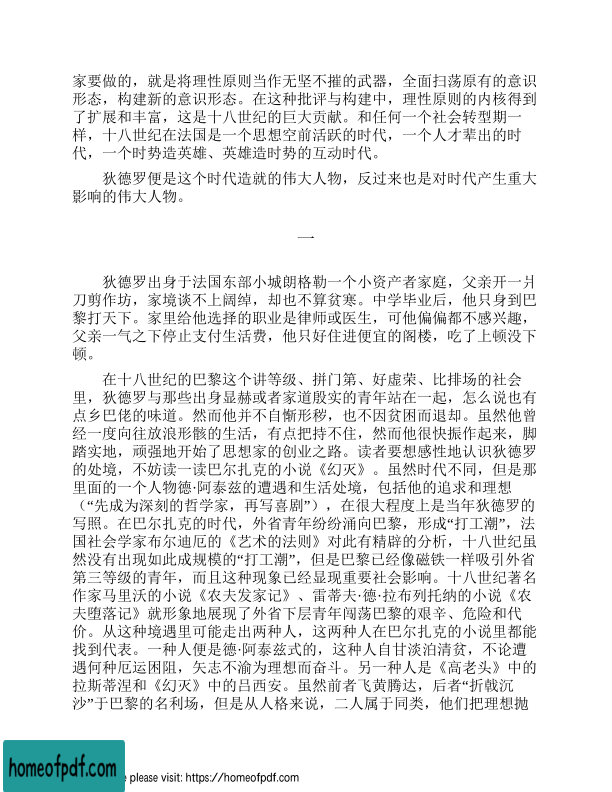 家要做的，就是将理性原则当作无坚不摧的武器，全面扫荡原有的意识
形态，构建新的意识形态。在这种批评与构建中，理性原则的内核得到
了扩展和丰富，这是十八世纪的巨大贡献。和任何一个社会转型期一
样，十八世纪在法国是一个思想空前活跃的时代，一个人才辈出的时
代，一个时势造英雄、英雄造时势的互动时代。
狄德罗便是这个时代造就的伟大人物，反过来也是对时代产生重大
影响的伟大人物。
一
狄德罗出身于法国东部小城朗格勒一个小资产者家庭，父亲开一爿
刀剪作坊，家境谈不上阔绰，却也不算贫寒。中学毕业后，他只身到巴
黎打天下。家里给他选择的职业是律师或医生，可他偏偏都不感兴趣，
父亲一气之下停止支付生活费，他只好住进便宜的阁楼，吃了上顿没下
顿。
在十八世纪的巴黎这个讲等级、拼门第、好虚荣、比排场的社会
里，狄德罗与那些出身显赫或者家道殷实的青年站在一起，怎么说也有
点乡巴佬的味道。然而他并不自惭形秽，也不因贫困而退却。虽然他曾
经一度向往放浪形骸的生活，有点把持不住，然而他很快振作起来，脚
踏实地，顽强地开始了思想家的创业之路。读者要想感性地认识狄德罗
的处境，不妨读一读巴尔扎克的小说《幻灭》。虽然时代不同，但是那
里面的一个人物德·阿泰兹的遭遇和生活处境，包括他的追求和理想
（“先成为深刻的哲学家，再写喜剧”），在很大程度上是当年狄德罗的
写照。在巴尔扎克的时代，外省青年纷纷涌向巴黎，形成“打工潮”，法
国社会学家布尔迪厄的《艺术的法则》对此有精辟的分析，十八世纪虽
然没有出现如此成规模的“打工潮”，但是巴黎已经像磁铁一样吸引外省
第三等级的青年，而且这种现象已经显现重要社会影响。十八世纪著名
作家马里沃的小说《农夫发家记》、雷蒂夫·德·拉布列托纳的小说《农
夫堕落记》就形象地展现了外省下层青年闯荡巴黎的艰辛、危险和代
价。从这种境遇里可能走出两种人，这两种人在巴尔扎克的小说里都能
找到代表。一种人便是德·阿泰兹式的，这种人自甘淡泊清贫，不论遭
遇何种厄运困阻，矢志不渝为理想而奋斗。另一种人是《高老头》中的
拉斯蒂涅和《幻灭》中的吕西安。虽然前者飞黄腾达，后者“折戟沉
沙”于巴黎的名利场，但是从人格来说，二人属于同类，他们把理想抛
homeofpdf.com
e please visit: https://homeofpdf.com